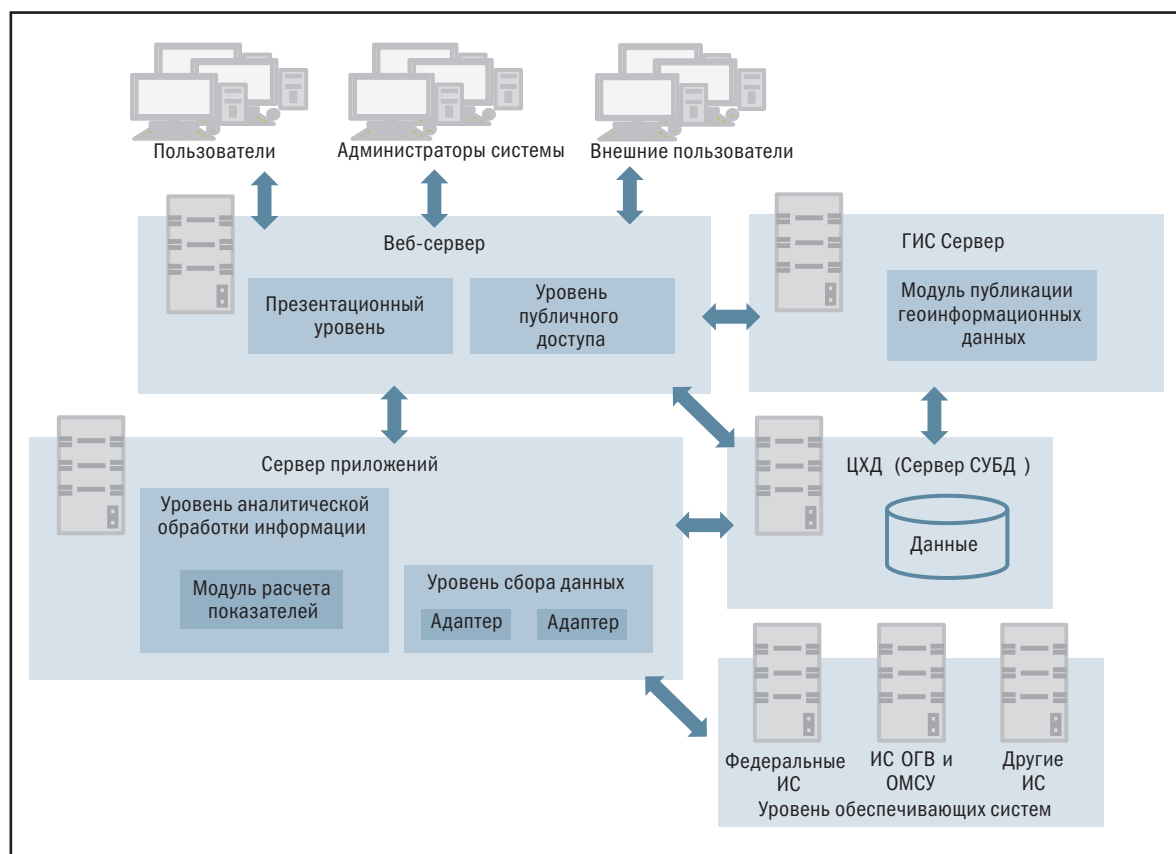 Пользователи
Администраторы системы
Внешние пользователи
Веб-сервер
Презентационный
уровень
Уровень
публичного
доступа
ГИС Сервер
Модуль публикации
геоинформационных
данных
Сервер приложений
Уровень аналитической
обработки информации
Модуль расчета
показателей
Уровень сбора данных
Адаптер
Адаптер
ЦХД (Сервер СУБД )
Данные
Федеральные
ИС
ИС ОГВ и
ОМСУ
Другие
ИС
Уровень обеспечивающих систем